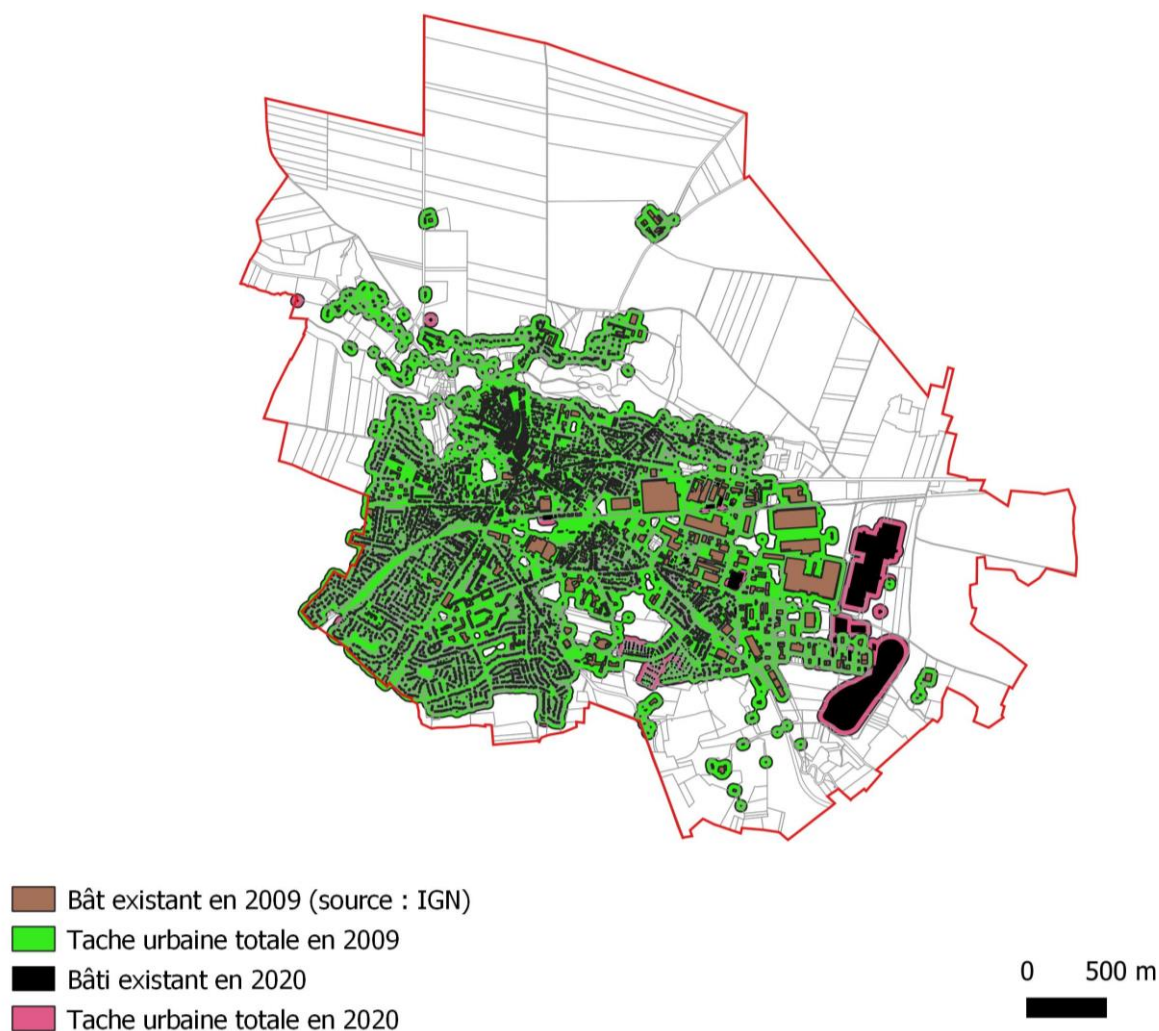 Bât existant en 2009 (source : IGN)
Tache urbaine totale en 2009
Bâti existant en 2020
Tache urbaine totale en 2020
0 500 m